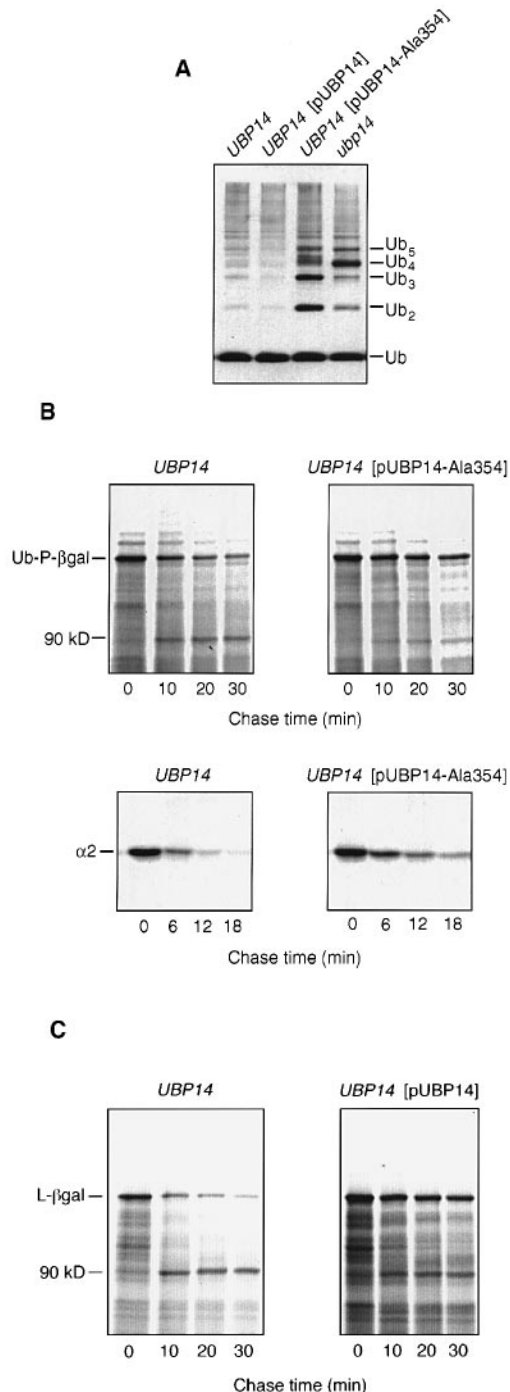 A
UBP14
UBP14 [pUBP14]
UBP14 [pUBP14-Ala354]
ubp14
Ub5
Ub4
Ub3
Ub2
Ub
B
UBP14
UBP14 [pUBP14-Ala354]
Ub-P-βgal
90 kD
0 10 20 30
0 10 20 30
Chase time (min)
UBP14
UBP14 [pUBP14-Ala354]
α2
0 6 12 18
0 6 12 18
Chase time (min)
C
UBP14
UBP14 [pUBP14]
L-βgal
90 kD
0 10 20 30
0 10 20 30
Chase time (min)